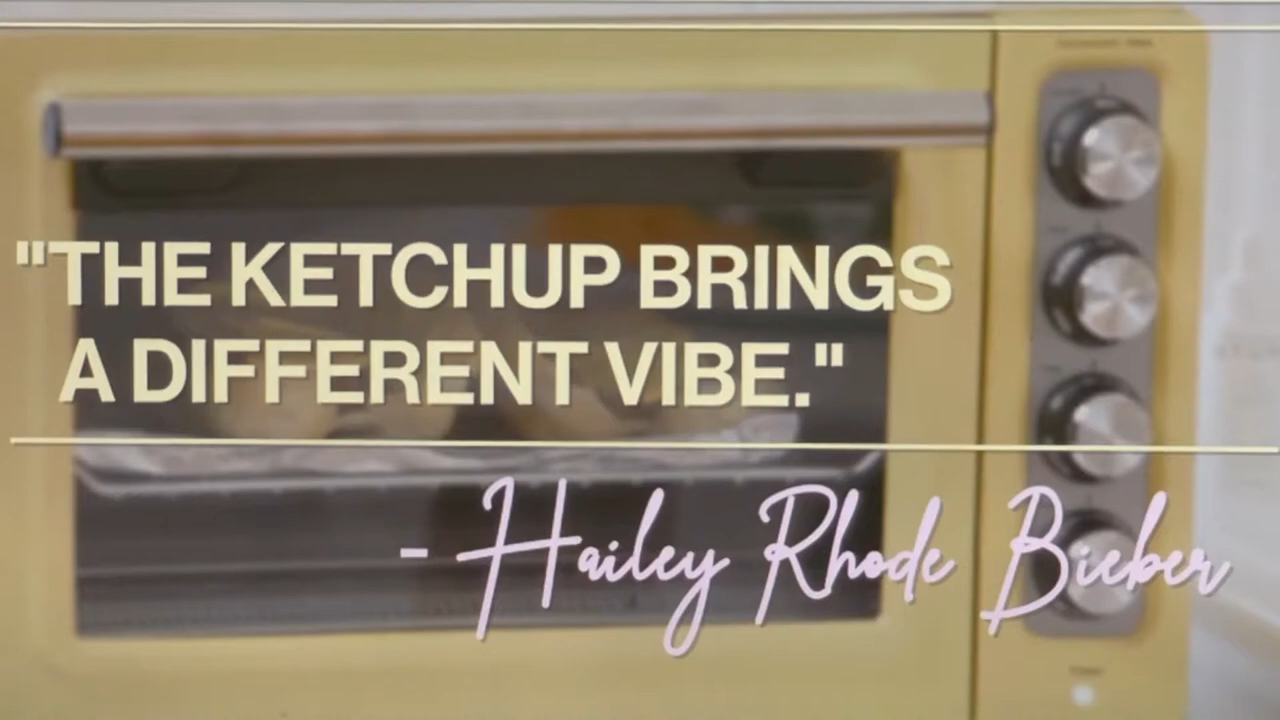 "THE KETCHUP BRINGS
A DIFFERENT VIBE."
- Hailey Rhode Bieber